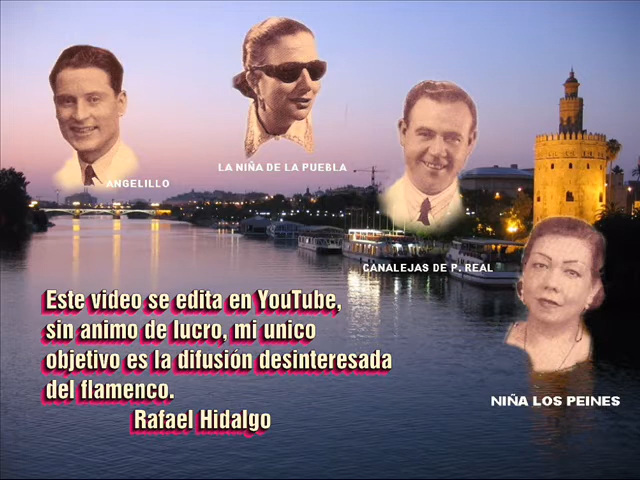 ANGELILLO
LA NIÑA DE LA PUEBLA
CANALEJAS DE P. REAL
NIÑA LOS PEINES
Este video se edita en YouTube,
sin animo de lucro, mi unico
objetivo es la difusión desinteresada
del flamenco.
Rafael Hidalgo